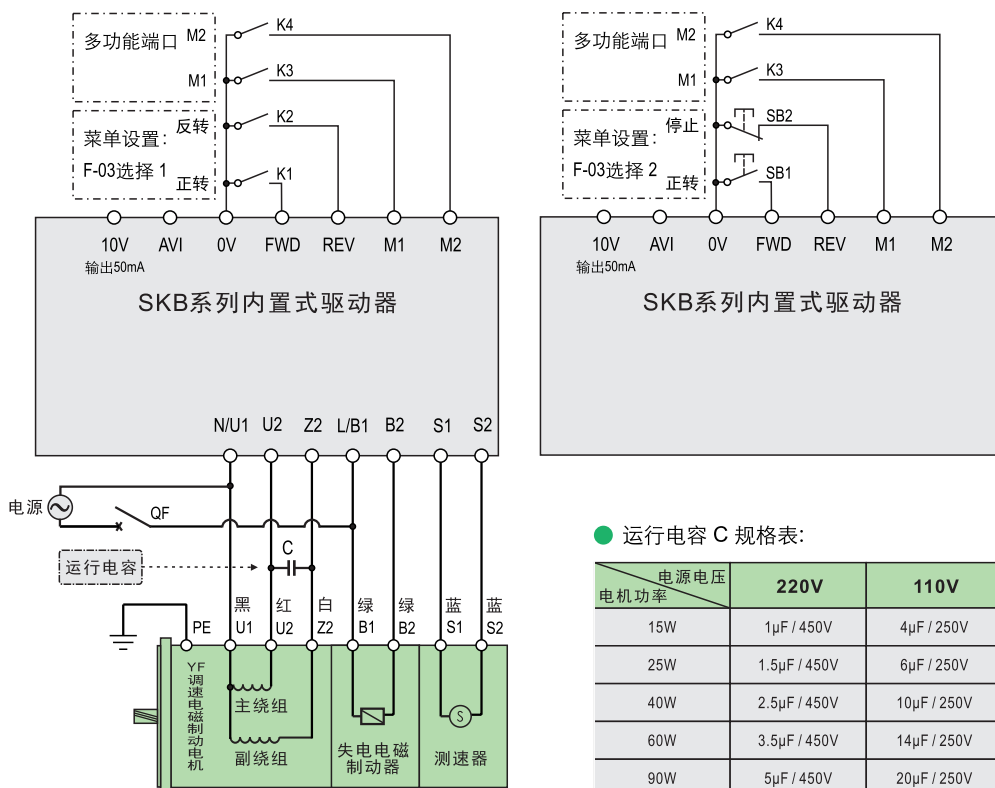 多功能端口 M2 K4
M1 K3
菜单设置: 反转 K2
F-03选择 1 正转 K1
10V AVI 0V FWD REV M1 M2
输出50mA
SKB系列内置式驱动器
N/U1 U2 Z2 L/B1 B2 S1 S2
电源
QF
C
运行电容
黑 红 白 绿 绿 蓝 蓝
PE U1 U2 Z2 B1 B2 S1 S2
YF调速电磁制动电机
主绕组
副绕组
失电电磁
制动器
S
测速器
多功能端口 M2 K4
M1 K3
菜单设置: 停止 SB2
F-03选择 2 正转 SB1
10V AVI 0V FWD REV M1 M2
输出50mA
SKB系列内置式驱动器
运行电容 C 规格表:
电源电压
电机功率 220V 110V
15W 1μF / 450V 4μF / 250V
25W 1.5μF / 450V 6μF / 250V
40W 2.5μF / 450V 10μF / 250V
60W 3.5μF / 450V 14μF / 250V
90W 5μF / 450V 20μF / 250V